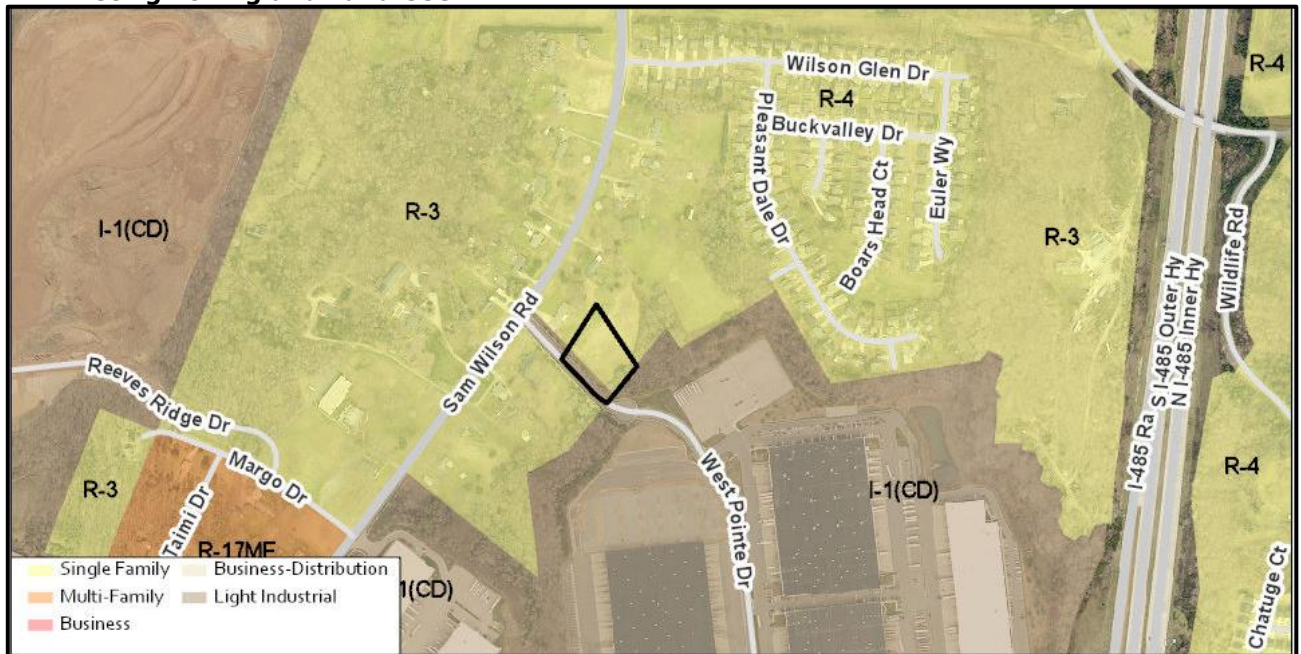 Wilson Glen Dr
R-4
R-4
Pleasant Dale Dr
Buckvalley Dr
Euler Wy
Boars Head Ct
R-3
I-1(CD)
R-3
Wildlife Rd
S I-485 Outer Hy
N I-485 Inner Hy
I-485 Ra
Sam Wilson Rd
Reeves Ridge Dr
Margo Dr
R-3
Taimi Dr
R-17MF
West Pointe Dr
I-1(CD)
R-4
Chatuge Ct
1(CD)
Single Family
Business-Distribution
Multi-Family
Light Industrial
Business